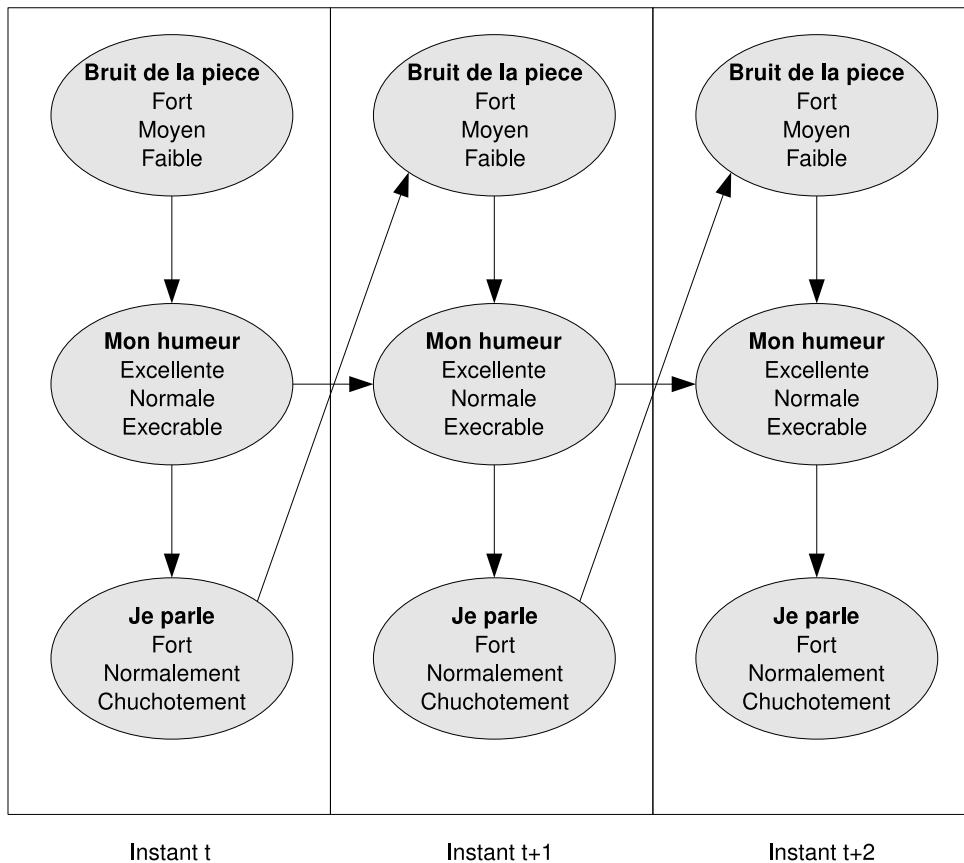 Bruit de la piece
Fort
Moyen
Faible
Mon humeur
Excellente
Normale
Execrable
Je parle
Fort
Normalement
Chuchotement
Instant t
Bruit de la piece
Fort
Moyen
Faible
Mon humeur
Excellente
Normale
Execrable
Je parle
Fort
Normalement
Chuchotement
Instant t+1
Bruit de la piece
Fort
Moyen
Faible
Mon humeur
Excellente
Normale
Execrable
Je parle
Fort
Normalement
Chuchotement
Instant t+2